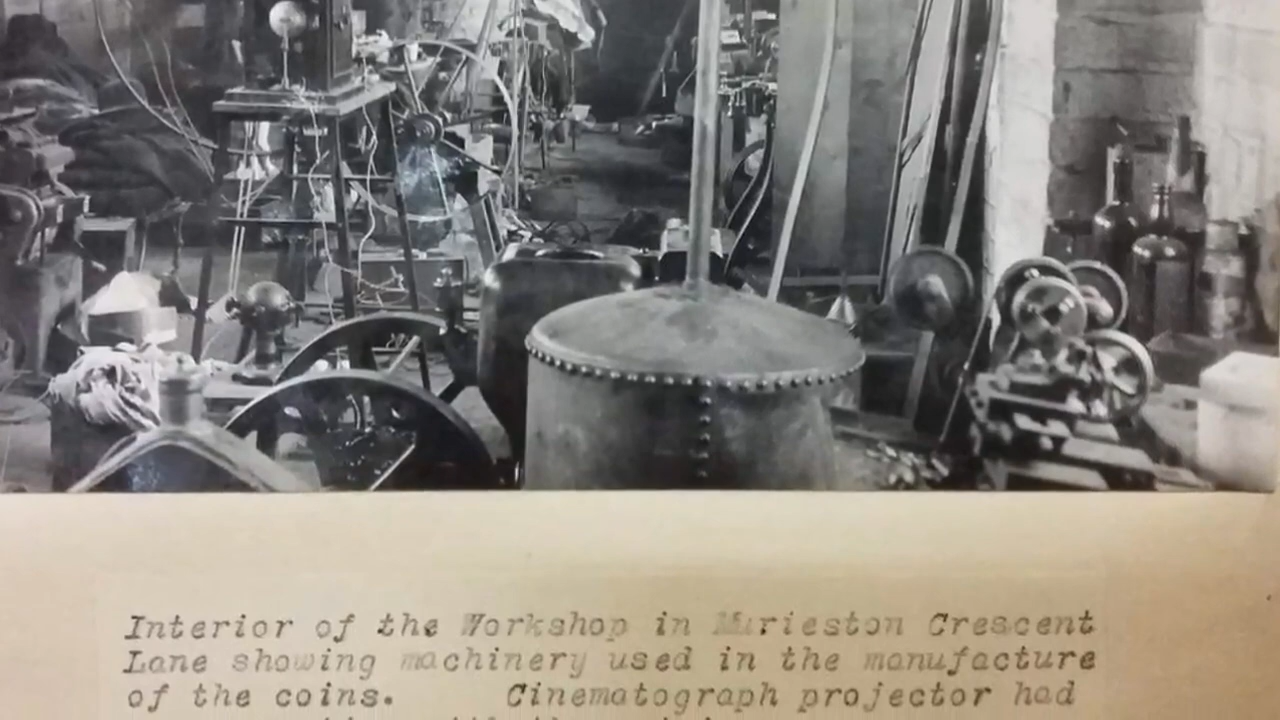 Interior of the Workshop in Murieston Crescent
Lane showing machinery used in the manufacture
of the coins. Cinematograph projector had